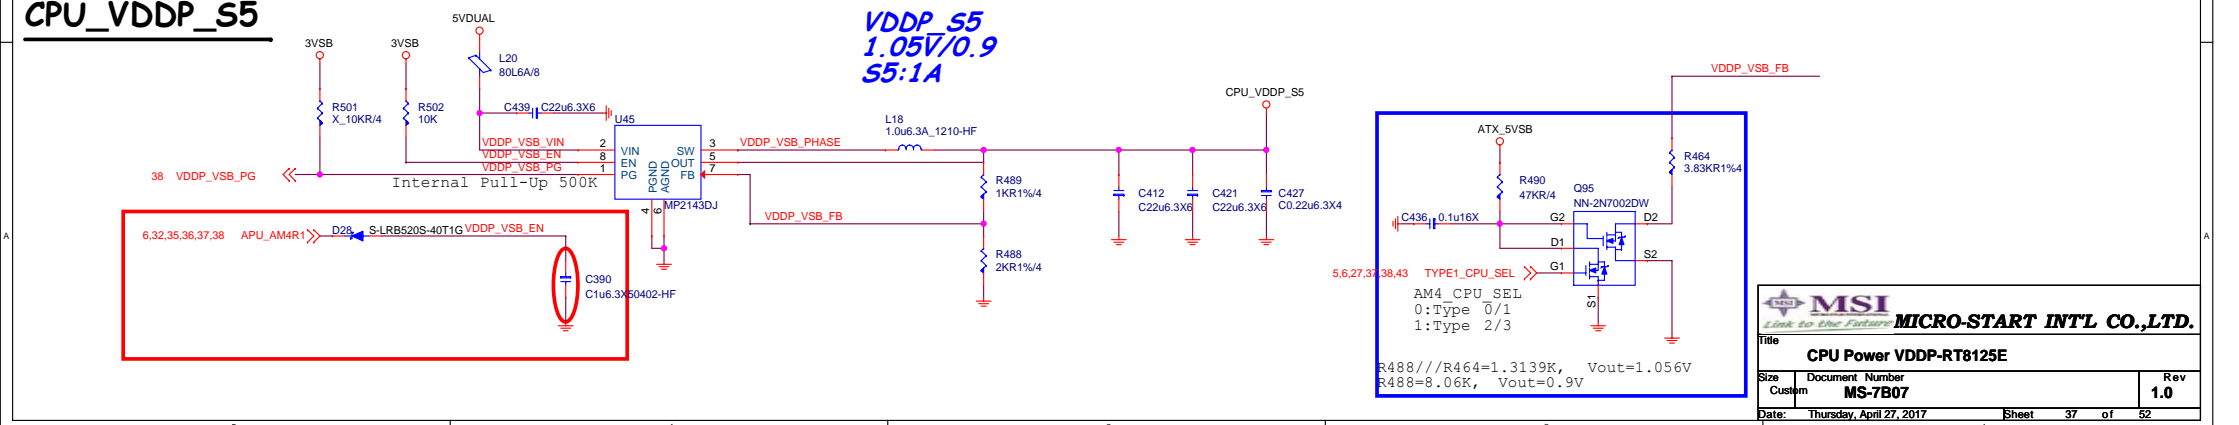 CPU_VDDP_S5
VDDP_S5
1.05V/0.9
S5:1A
5VDUAL
3VSB
3VSB
L20
80L6A/8
R501
X_10KR/4
R502
10K
C439
C22u6.3X6
U45
VDDP_VSB_VIN
VDDP_VSB_EN
VDDP_VSB_PG
2
8
1
VIN
EN
PG
SW
OUT
FB
PGND
AGND
3
5
7
4
6
MP2143DJ
38 VDDP_VSB_PG
Internal Pull-Up 500K
VDDP_VSB_PHASE
L18
1.0u6.3A_1210-HF
CPU_VDDP_S5
R489
1KR1%/4
VDDP_VSB_FB
R488
2KR1%/4
C412
C22u6.3X6
C421
C22u6.3X6
C427
C0.22u6.3X4
6,32,35,36,37,38 APU_AM4R1
D28
S-LRB520S-40T1G
VDDP_VSB_EN
C390
C1u6.3X50402-HF
VDDP_VSB_FB
ATX_5VSB
R464
3.83KR1%4
R490
47KR/4
Q95
NN-2N7002DW
C436
0.1u16X
G2
D2
D1
S2
G1
S1
5,6,27,37,38,43 TYPE1_CPU_SEL
AM4_CPU_SEL
0:Type 0/1
1:Type 2/3
R488///R464=1.3139K, Vout=1.056V
R488=8.06K, Vout=0.9V
A
A
MSI
Link to the Future
MICRO-START INT'L CO.,LTD.
Title
CPU Power VDDP-RT8125E
Size
Custom
Document Number
MS-7B07
Rev
1.0
Date: Thursday, April 27, 2017
Sheet 37 of 52